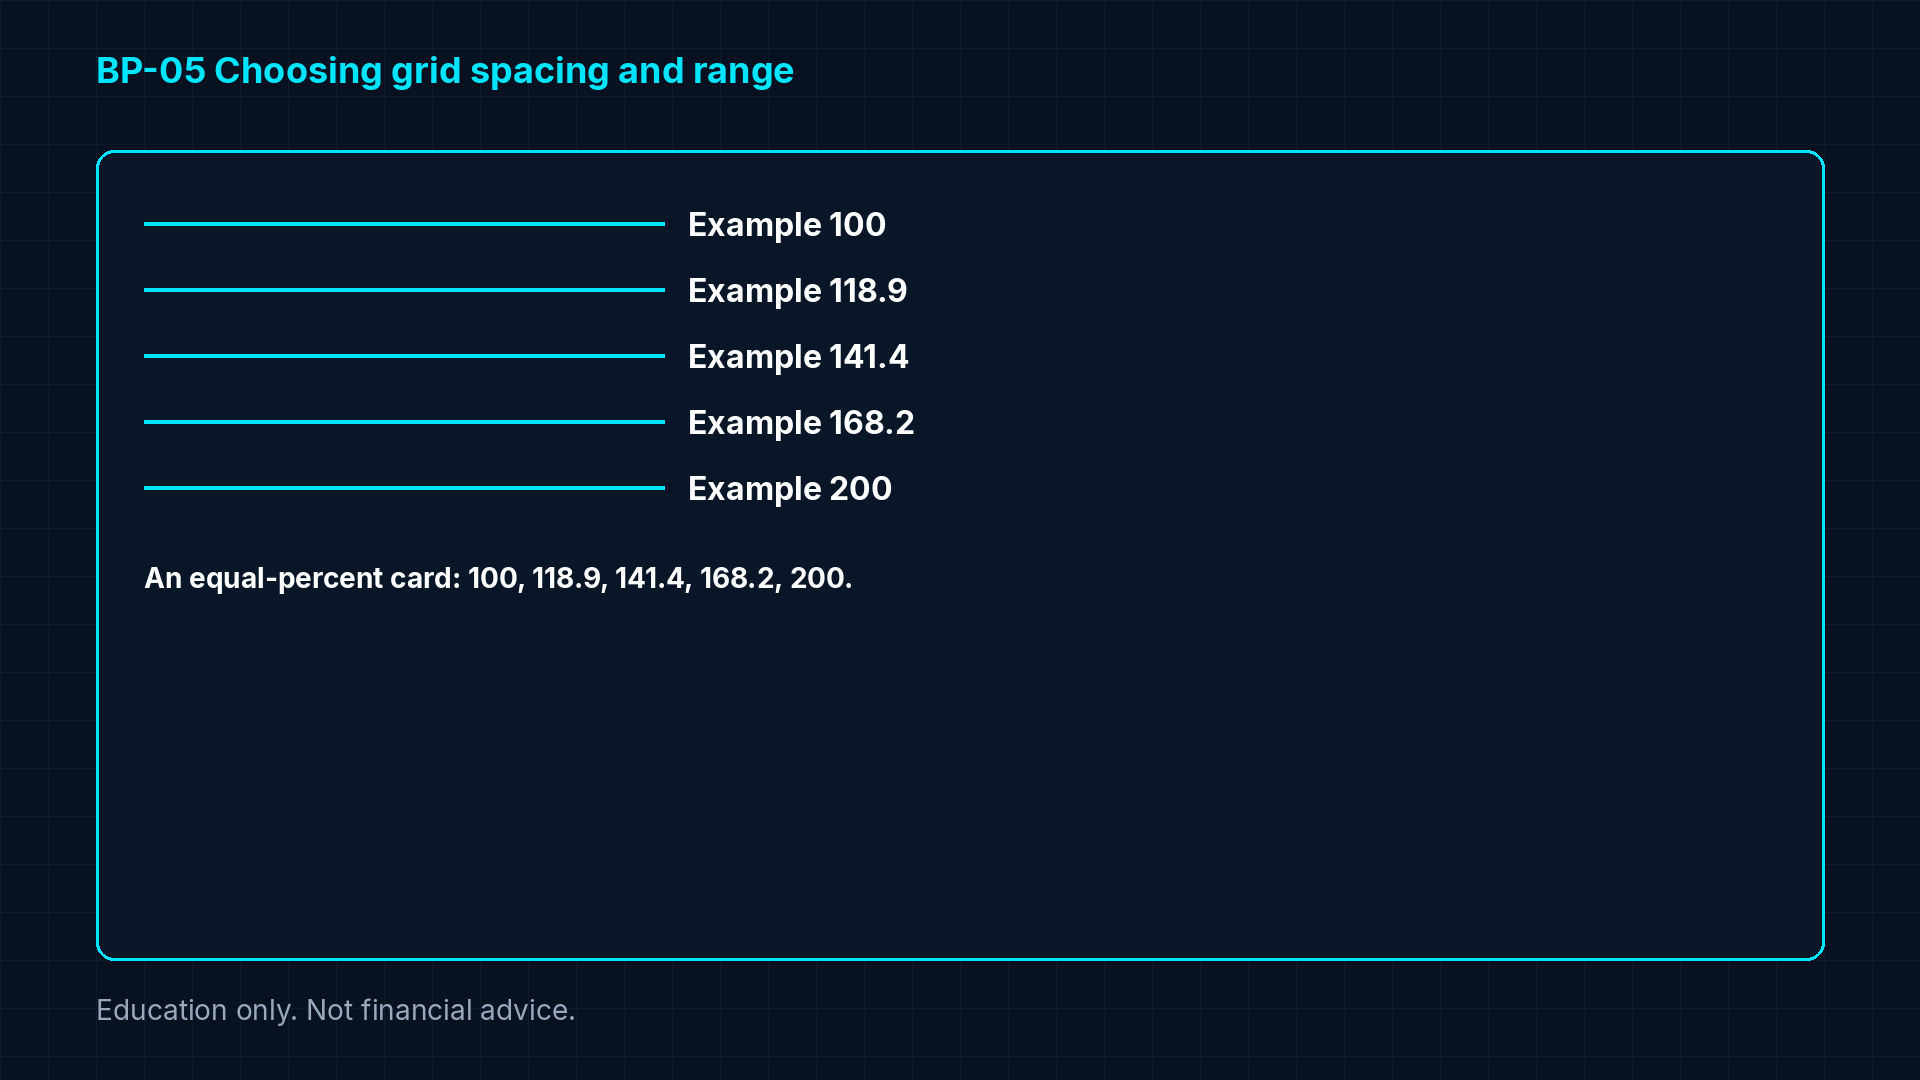 BP-05 Choosing grid spacing and range
Example 100
Example 118.9
Example 141.4
Example 168.2
Example 200
An equal-percent card: 100, 118.9, 141.4, 168.2, 200.
Education only. Not financial advice.